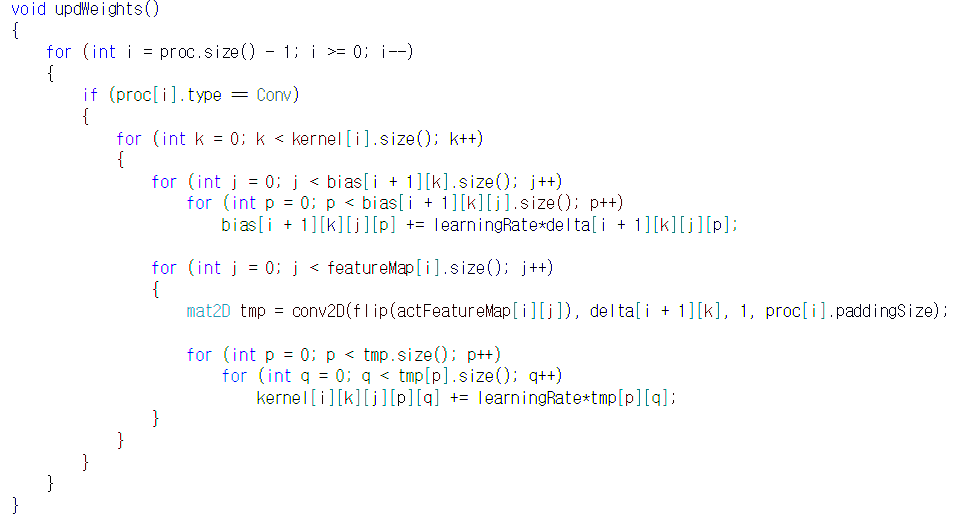 void updWeights()
{
    for (int i = proc.size() - 1; i >= 0; i--)
    {
        if (proc[i].type == Conv)
        {
            for (int k = 0; k < kernel[i].size(); k++)
            {
                for (int j = 0; j < bias[i + 1][k].size(); j++)
                    for (int p = 0; p < bias[i + 1][k][j].size(); p++)
                        bias[i + 1][k][j][p] += learningRate*delta[i + 1][k][j][p];

                for (int j = 0; j < featureMap[i].size(); j++)
                {
                    mat2D tmp = conv2D(flip(actFeatureMap[i][j]), delta[i + 1][k], 1, proc[i].paddingSize);

                    for (int p = 0; p < tmp.size(); p++)
                        for (int q = 0; q < tmp[p].size(); q++)
                            kernel[i][k][j][p][q] += learningRate*tmp[p][q];
                }
            }
        }
    }
}